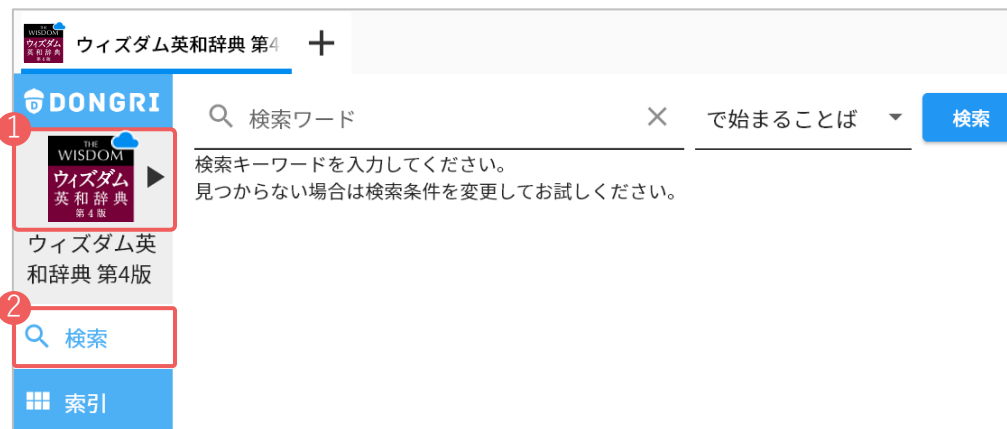 THE
WISDOM
ウィズダム
英和辞典
第4版
ウィズダム英和辞典 第4
DONGRI
検索ワード
で始まることば
検索
1
THE
WISDOM
ウィズダム
英和辞典
第4版
検索キーワードを入力してください。
見つからない場合は検索条件を変更してお試しください。
ウィズダム英
和辞典 第4版
2
検索
索引